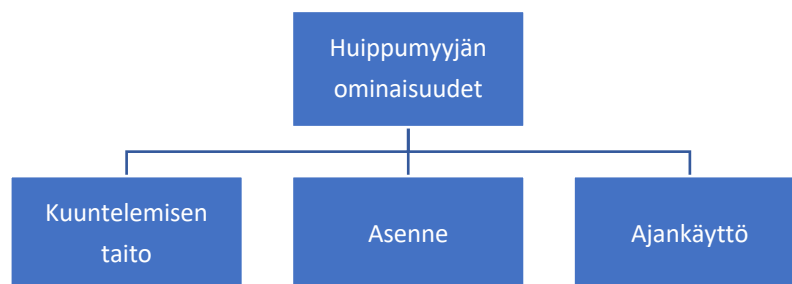 Huippumyyjän
ominaisuudet
Kuuntelemisen
taito
Asenne
Ajankäyttö